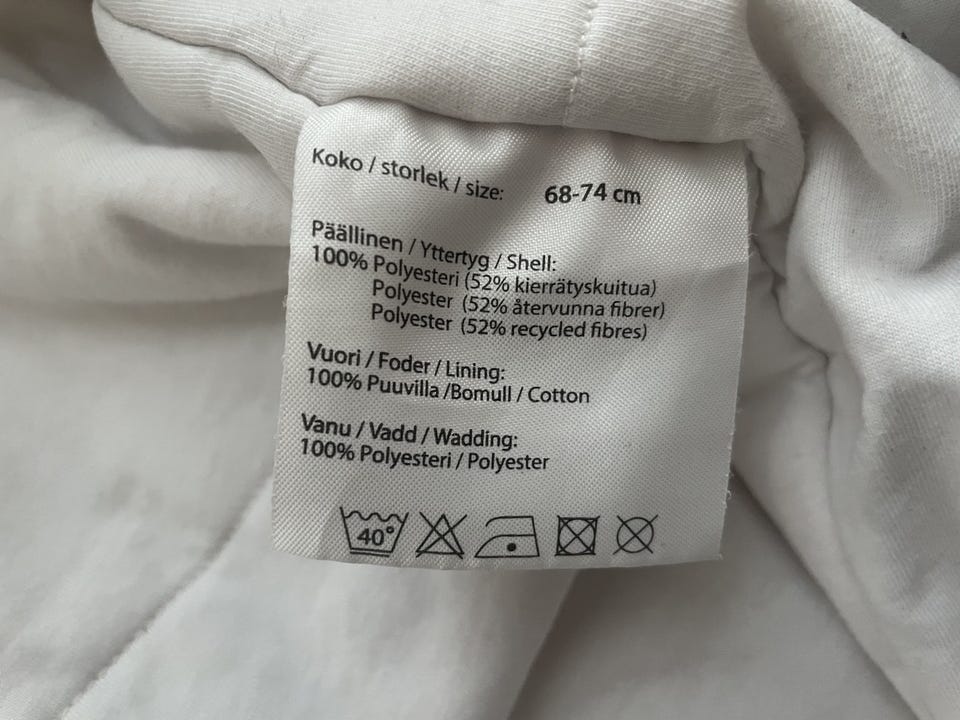 Koko / storlek / size: 68-74 cm
Päällinen / Yttertyg / Shell:
100% Polyesteri (52% kierrätyskuitua)
Polyester (52% återvunna fibrer)
Polyester (52% recycled fibres)
Vuori / Foder / Lining:
100% Puuvilla /Bomull / Cotton
Vanu / Vadd / Wadding:
100% Polyesteri / Polyester
40°